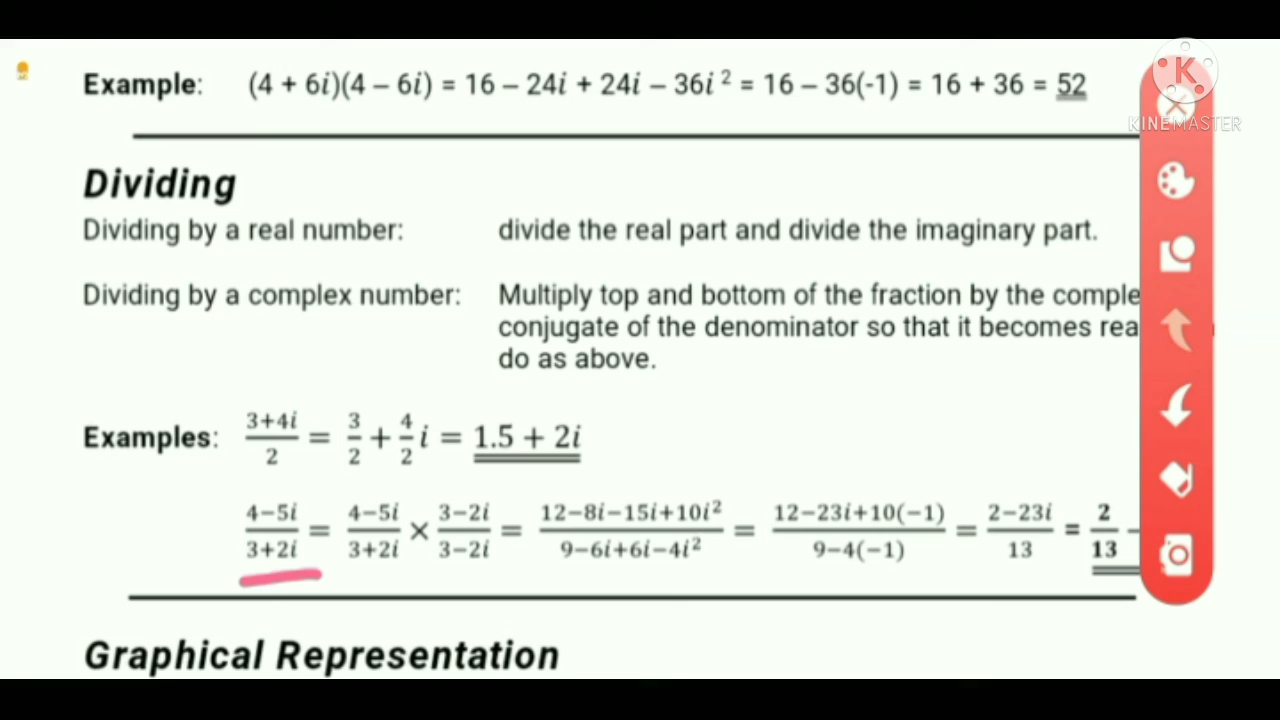 K
KINEMASTER
Example: (4 + 6i)(4 – 6i) = 16 – 24i + 24i – 36i² = 16 – 36(-1) = 16 + 36 = 52
Dividing
Dividing by a real number: divide the real part and divide the imaginary part.
Dividing by a complex number: Multiply top and bottom of the fraction by the comple
conjugate of the denominator so that it becomes rea
do as above.
Examples: (3+4i)/2 = 3/2 + 4/2 i = 1.5 + 2i
(4−5i)/(3+2i) = (4−5i)/(3+2i) × (3−2i)/(3−2i) = (12−8i−15i+10i²)/(9−6i+6i−4i²) = (12−23i+10(−1))/(9−4(−1)) = (2−23i)/13 = 2/13 −
Graphical Representation